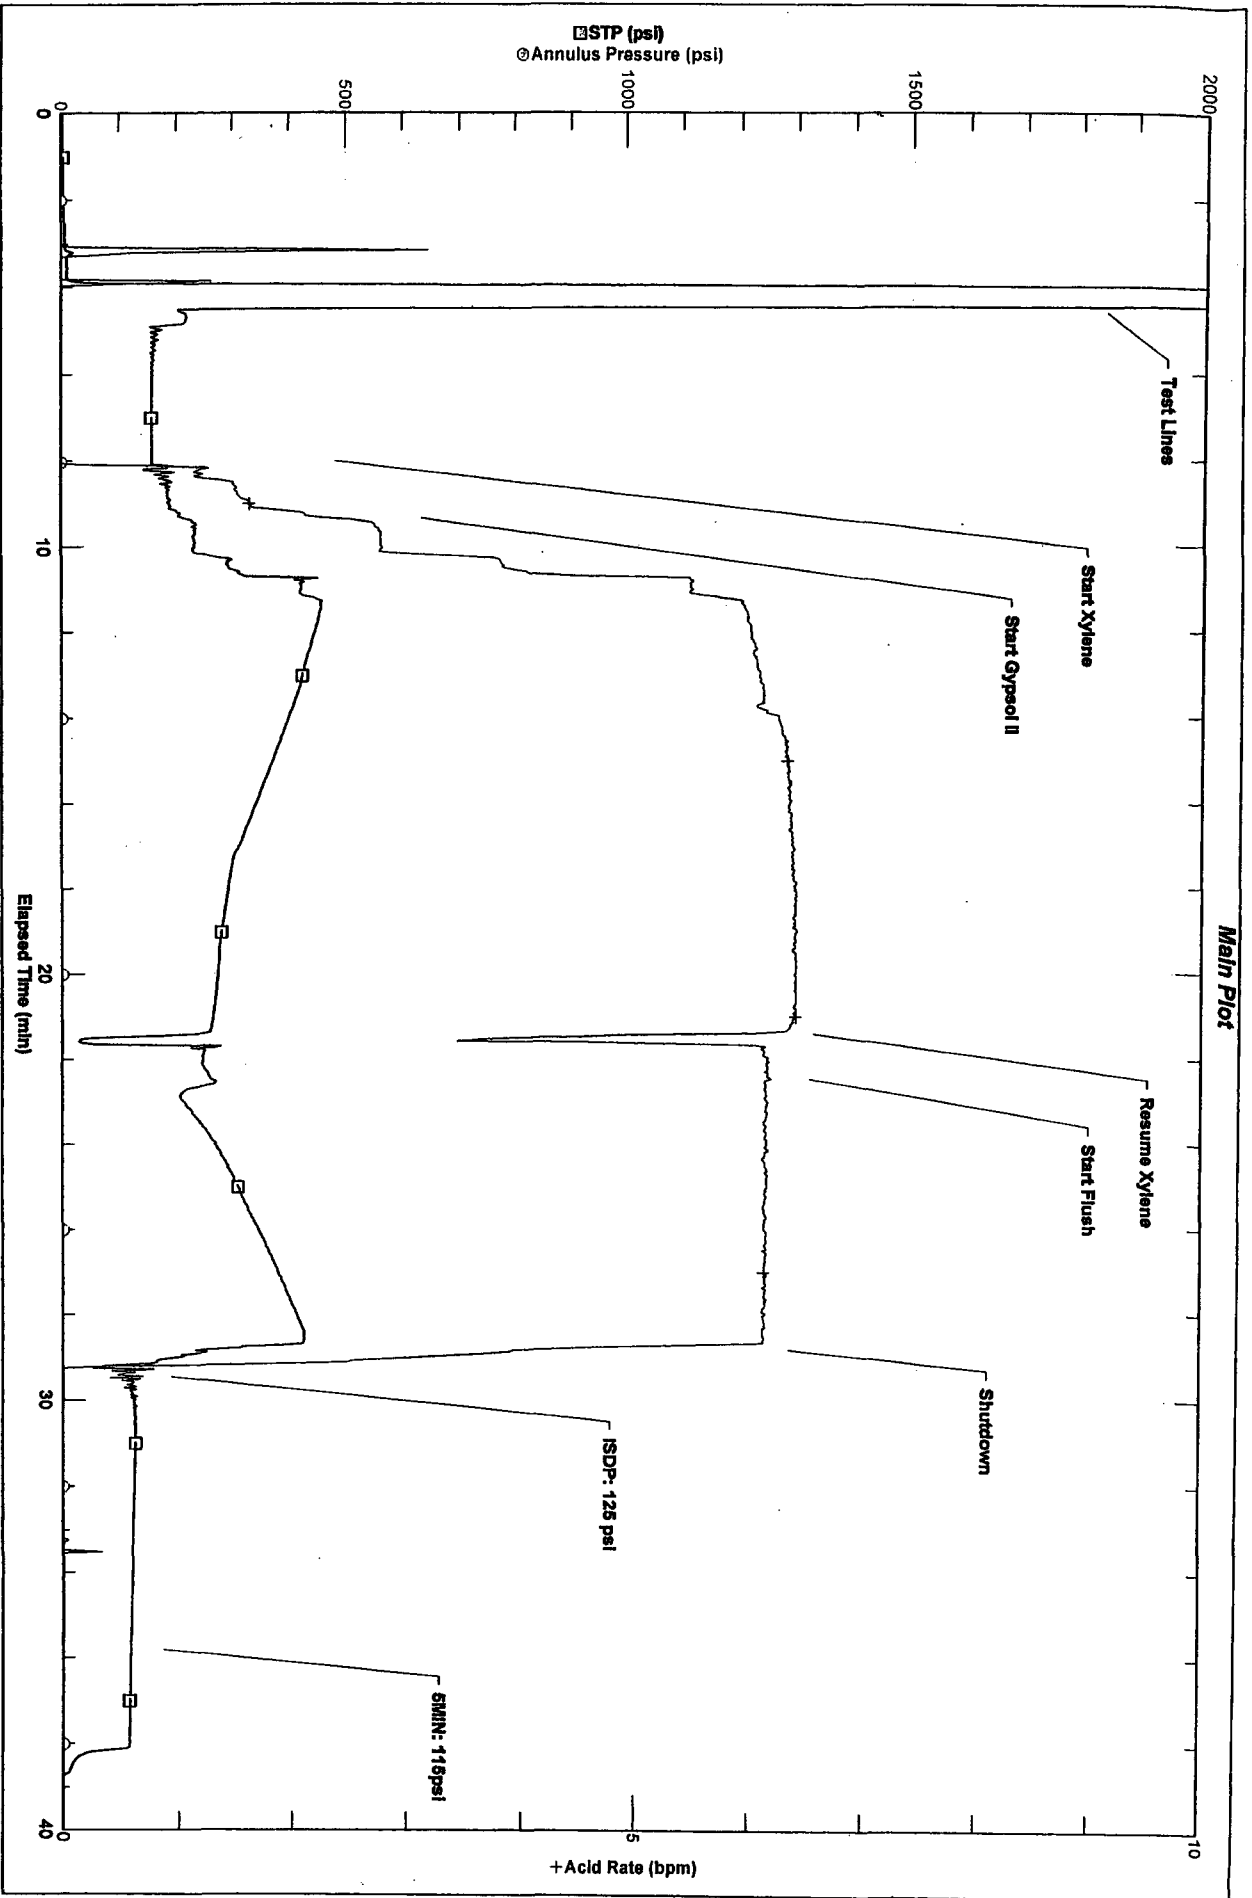 Main Plot
STP (psi)
Annulus Pressure (psi)
2000
1500
1000
500
0
Test Lines
Start Xylene
Start Gypsol II
Resume Xylene
Start Flush
Shutdown
ISDP: 125 psi
5MIN: 115psi
0
10
20
30
40
Elapsed Time (min)
10
5
0
+Acid Rate (bpm)